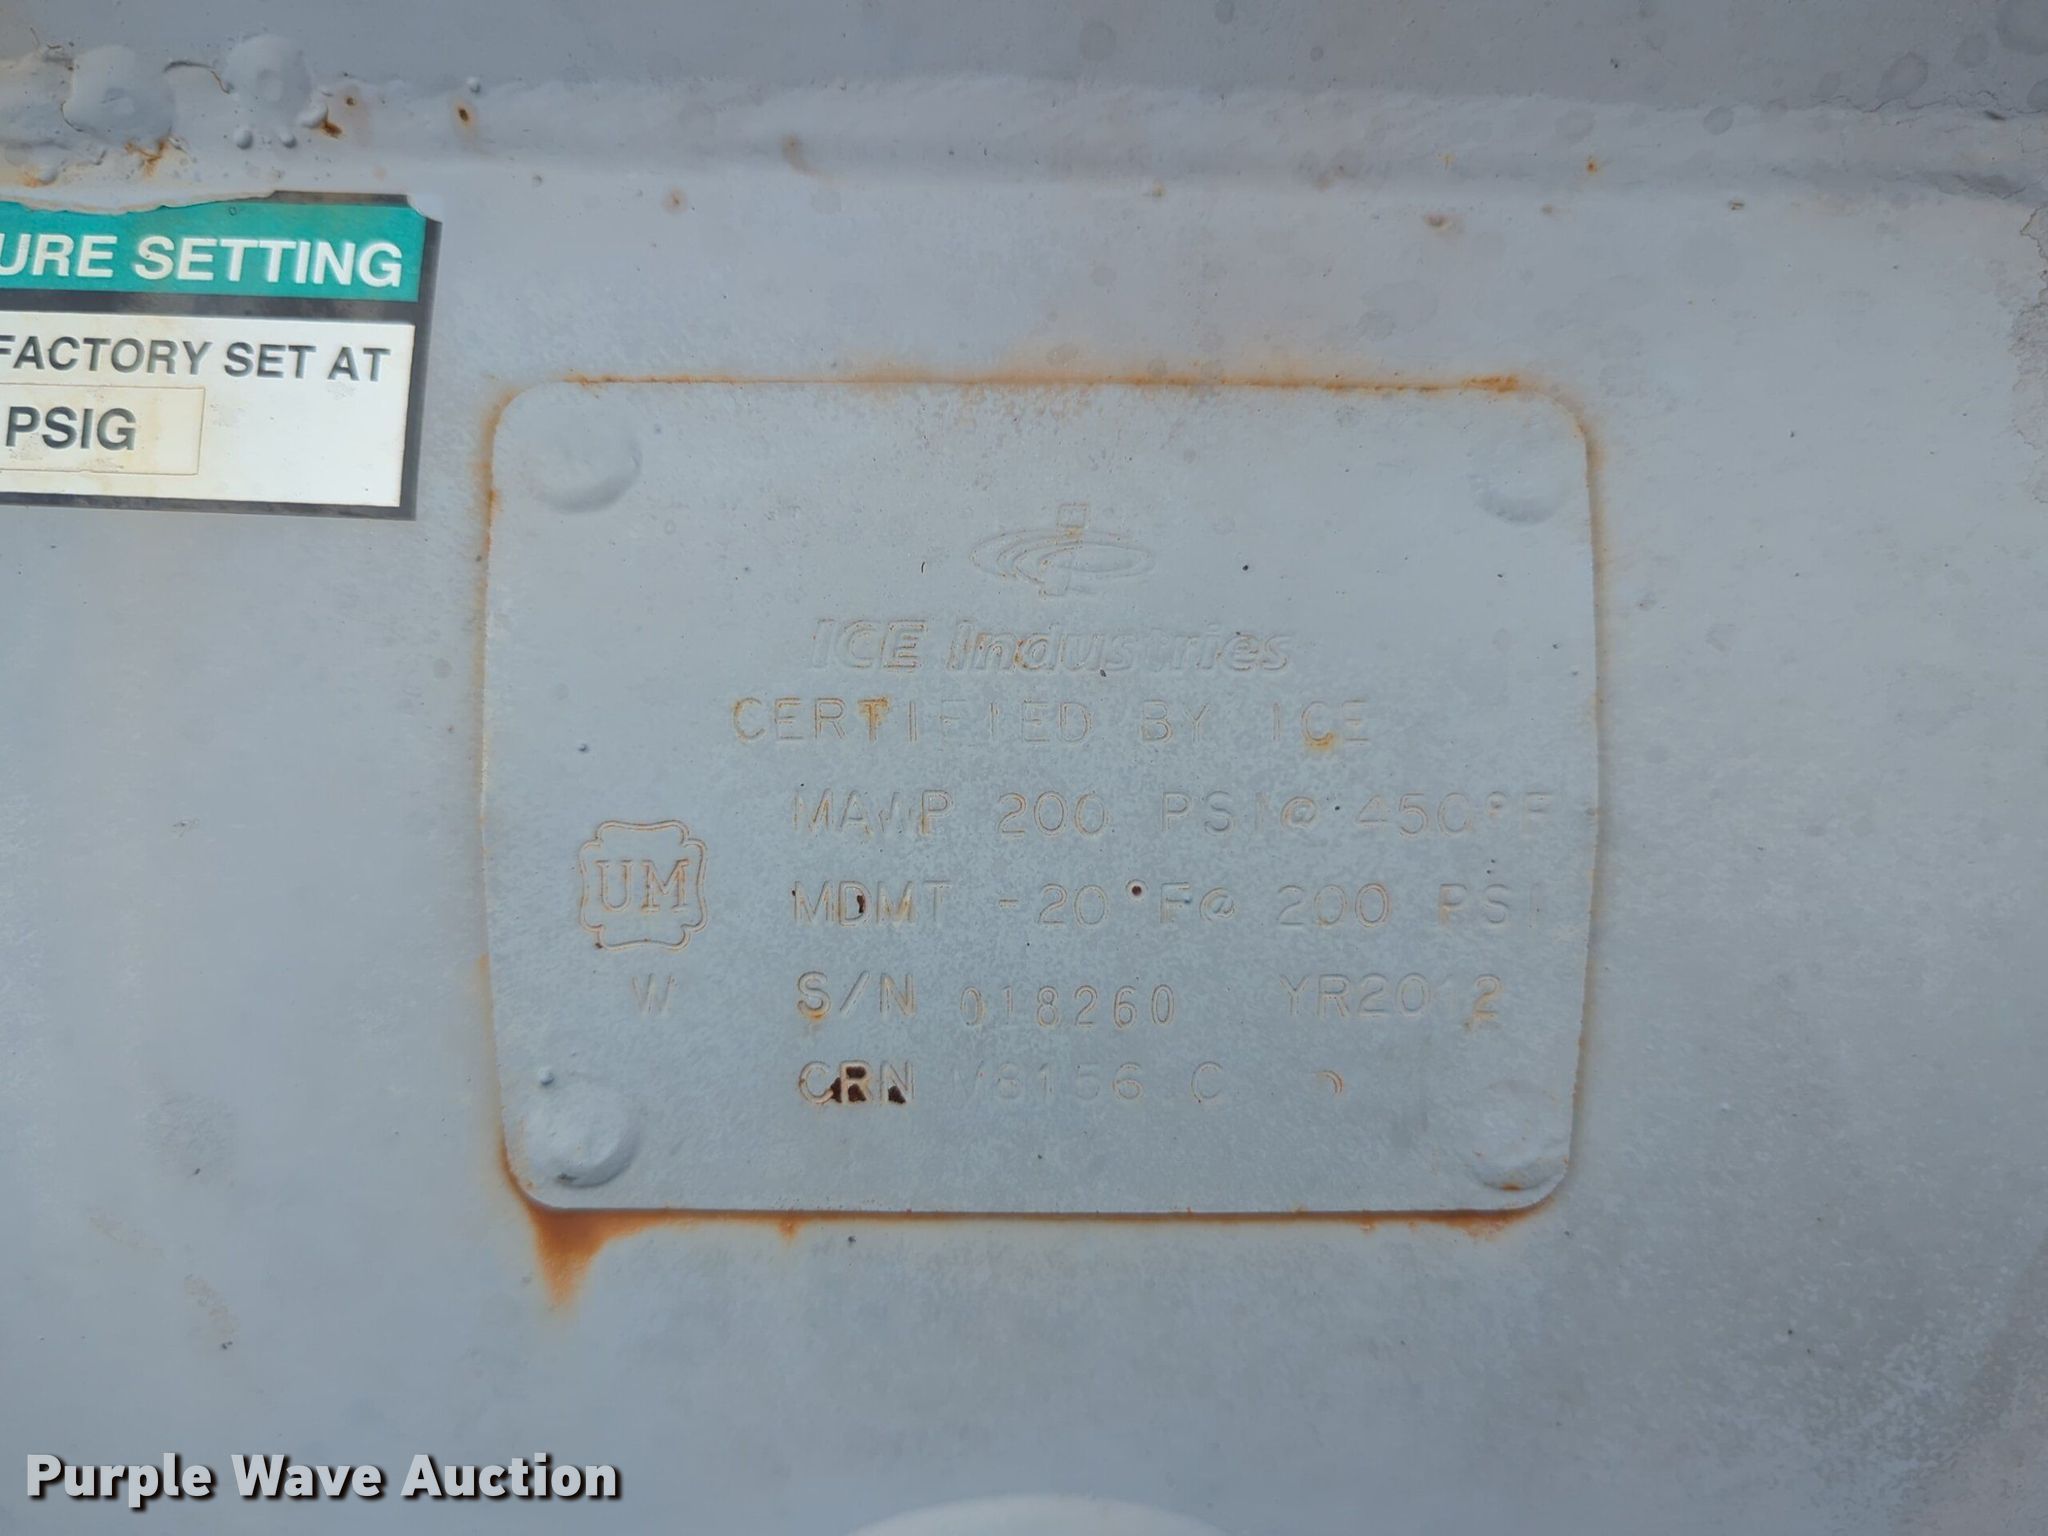 URE SETTING
FACTORY SET AT
PSIG
ICE Industries
CERTIFIED BY ICE
MAWP 200 PSI@ 450°F
UM
MDMT -20°F@ 200 PSI
W
S/N 018260 YR2012
CRN
Purple Wave Auction